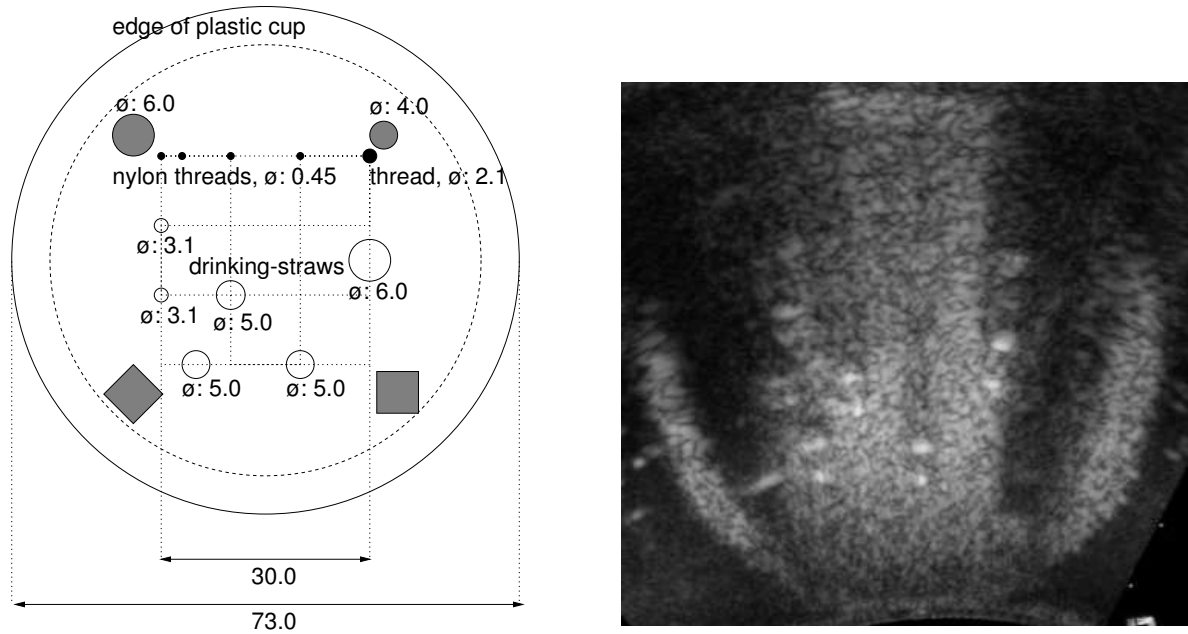 edge of plastic cup
ø: 6.0
ø: 4.0
nylon threads, ø: 0.45
thread, ø: 2.1
ø: 3.1
drinking-straws
ø: 6.0
ø: 3.1
ø: 5.0
ø: 5.0
ø: 5.0
30.0
73.0